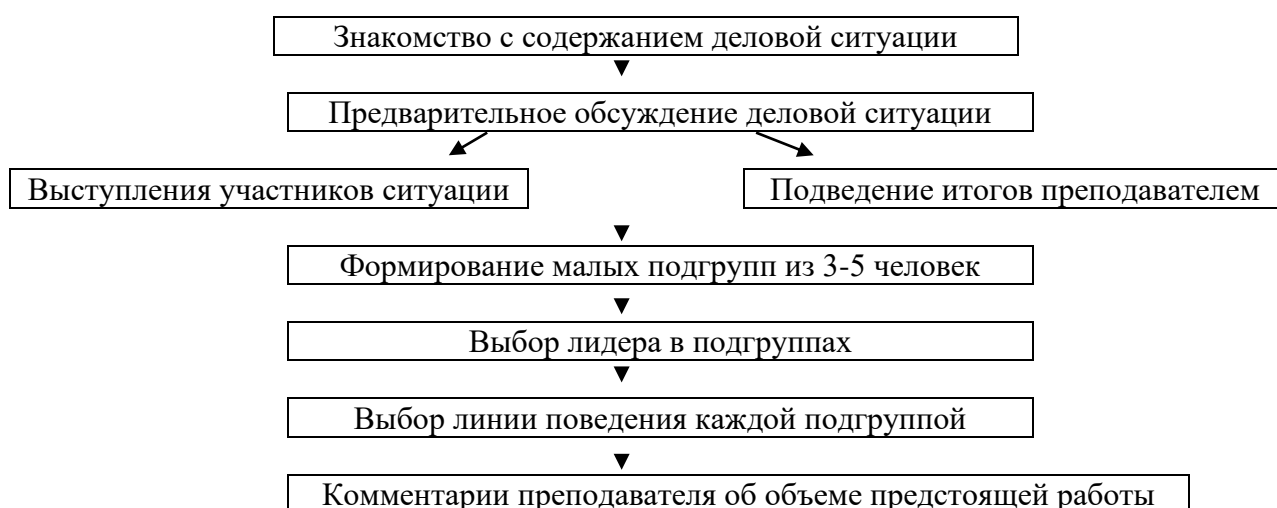 Знакомство с содержанием деловой ситуации
Предварительное обсуждение деловой ситуации
Выступления участников ситуации
Подведение итогов преподавателем
Формирование малых подгрупп из 3-5 человек
Выбор лидера в подгруппах
Выбор линии поведения каждой подгруппой
Комментарии преподавателя об объеме предстоящей работы